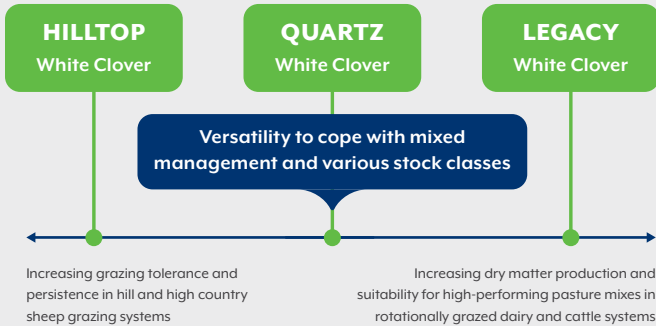 HILLTOP
White Clover
QUARTZ
White Clover
LEGACY
White Clover
Versatility to cope with mixed
management and various stock classes
Increasing grazing tolerance and
persistence in hill and high country
sheep grazing systems
Increasing dry matter production and
suitability for high-performing pasture mixes in
rotationally grazed dairy and cattle systems